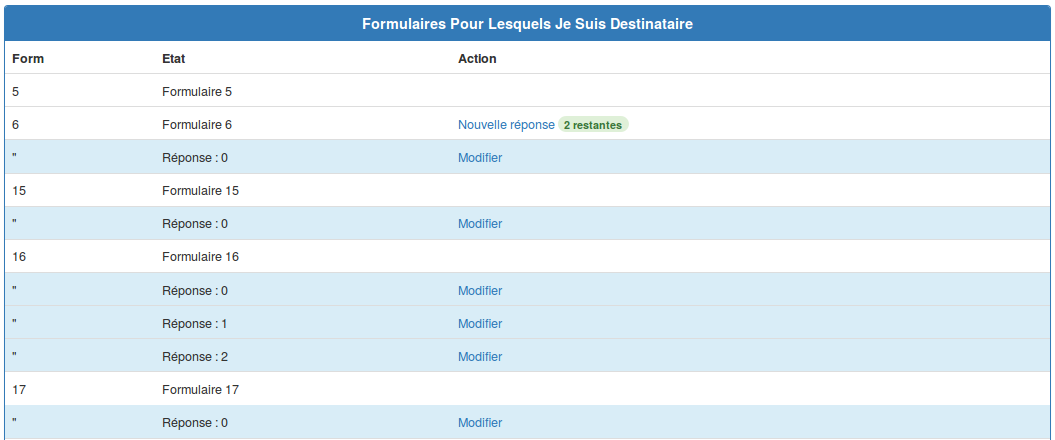 Formulaires Pour Lesquels Je Suis Destinataire
Form Etat Action
5 Formulaire 5
6 Formulaire 6 Nouvelle réponse 2 restantes
" Réponse : 0 Modifier
15 Formulaire 15
" Réponse : 0 Modifier
16 Formulaire 16
" Réponse : 0 Modifier
" Réponse : 1 Modifier
" Réponse : 2 Modifier
17 Formulaire 17
" Réponse : 0 Modifier